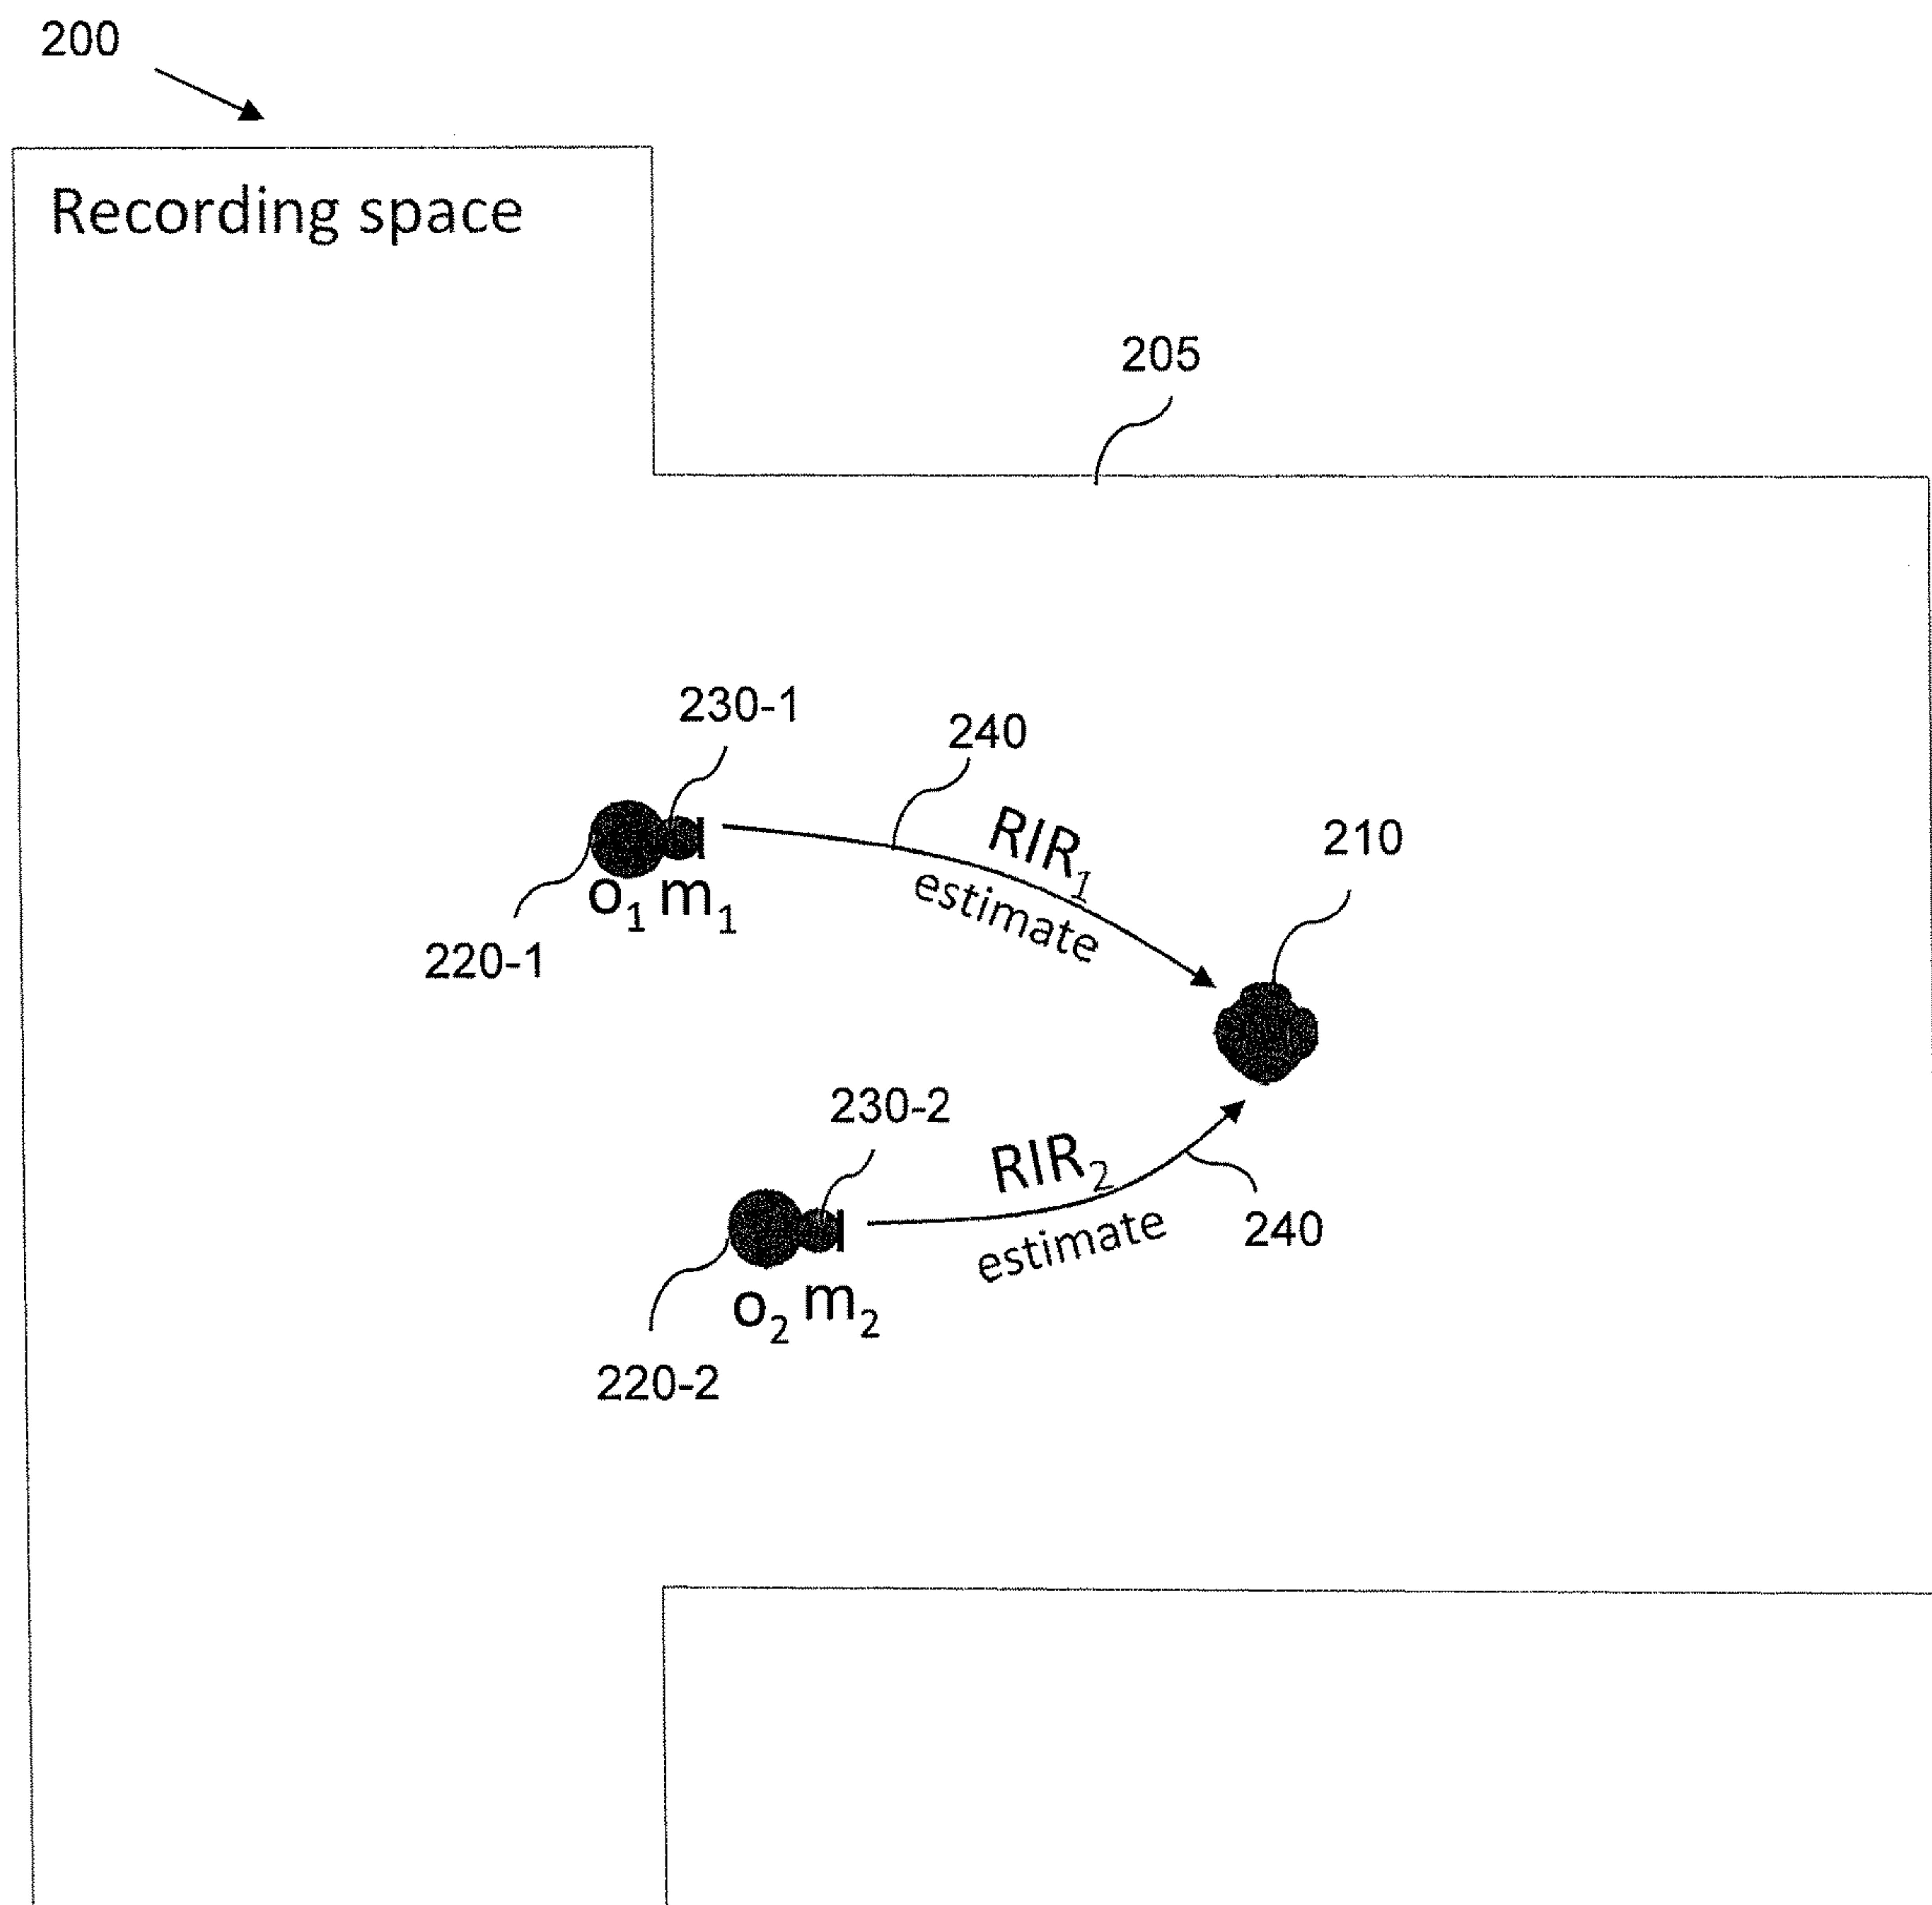 200
Recording space
205
230-1
240
RIR1
estimate
210
o1 m1
220-1
230-2
RIR2
estimate
240
o2 m2
220-2